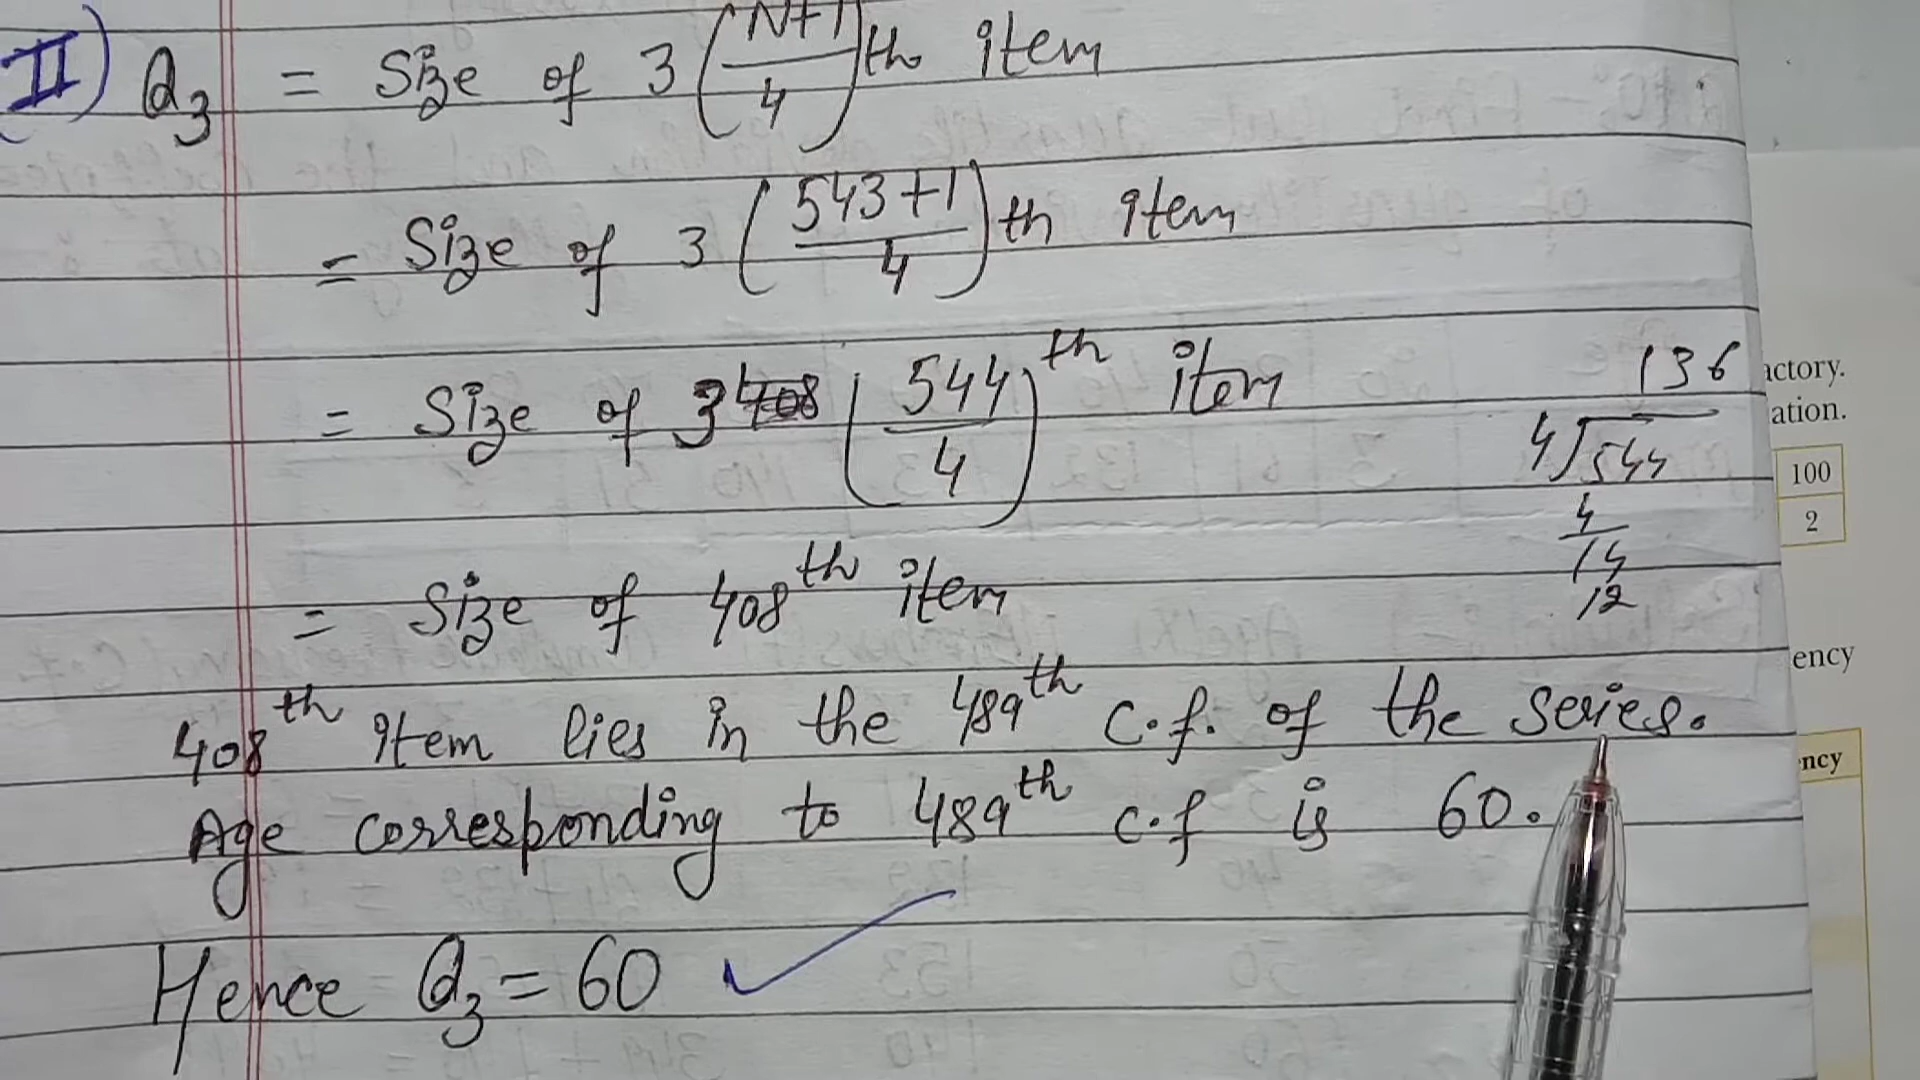 II) Q3 = Size of 3 (N+1/4)th item
= Size of 3 (543+1/4)th item
= Size of 3 (544/4)th item
136
4)544
4
14
12
= Size of 408th item
408th item lies in the 489th c.f. of the series.
Age corresponding to 489th c.f is 60.
Hence Q3 = 60 ✓
actory.
ation.
100
2
ency
ncy